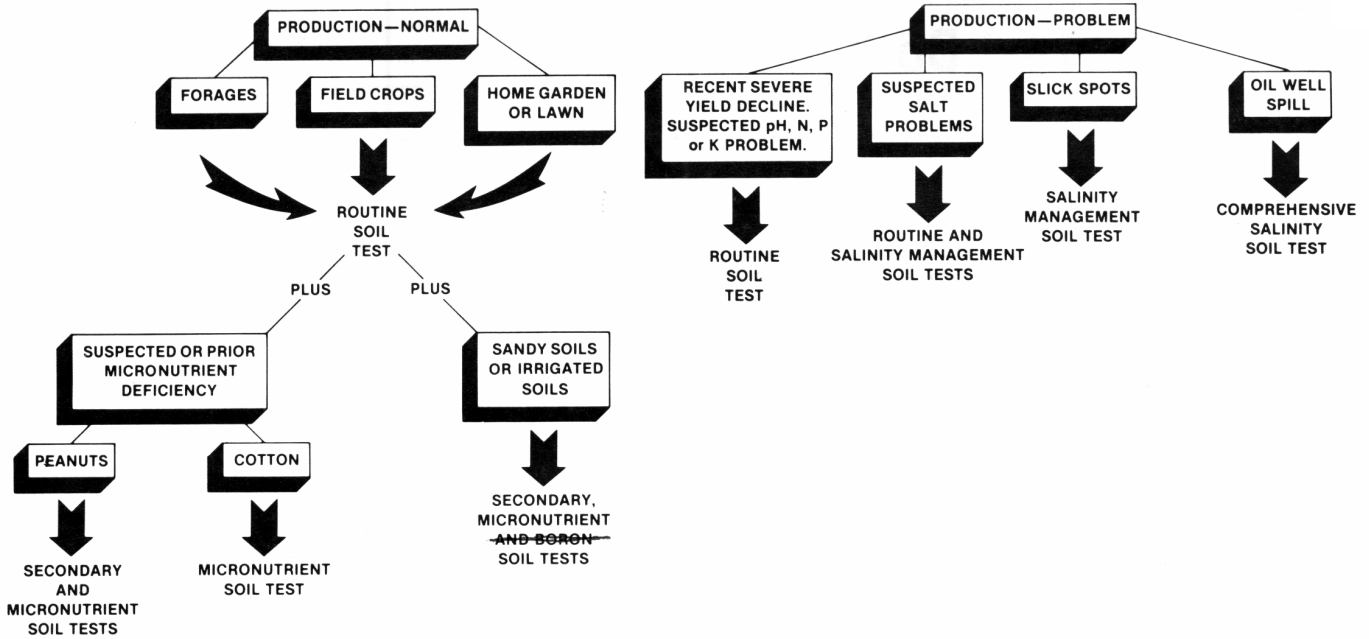 PRODUCTION—NORMAL
FORAGES
FIELD CROPS
HOME GARDEN
OR LAWN
ROUTINE
SOIL
TEST
PLUS
PLUS
SUSPECTED OR PRIOR
MICRONUTRIENT
DEFICIENCY
SANDY SOILS
OR IRRIGATED
SOILS
PEANUTS
COTTON
SECONDARY
AND
MICRONUTRIENT
SOIL TESTS
MICRONUTRIENT
SOIL TEST
SECONDARY,
MICRONUTRIENT
AND BORON
SOIL TESTS
PRODUCTION—PROBLEM
RECENT SEVERE
YIELD DECLINE.
SUSPECTED pH, N, P
or K PROBLEM.
SUSPECTED
SALT
PROBLEMS
SLICK SPOTS
OIL WELL
SPILL
ROUTINE
SOIL
TEST
ROUTINE AND
SALINITY MANAGEMENT
SOIL TESTS
SALINITY
MANAGEMENT
SOIL TEST
COMPREHENSIVE
SALINITY
SOIL TEST